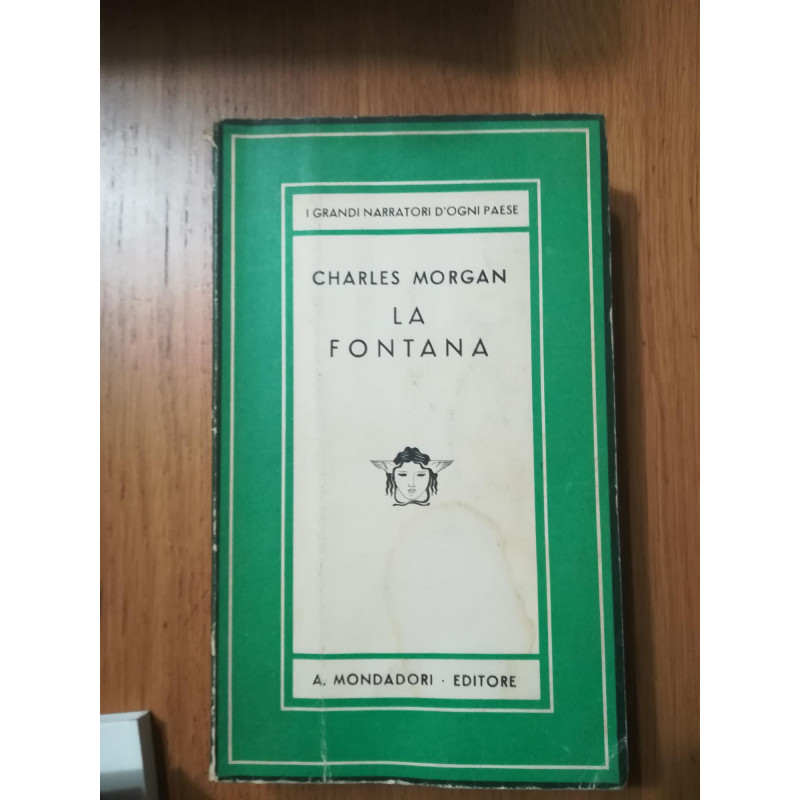 I GRANDI NARRATORI D'OGNI PAESE
CHARLES MORGAN
LA
FONTANA
A. MONDADORI · EDITORE